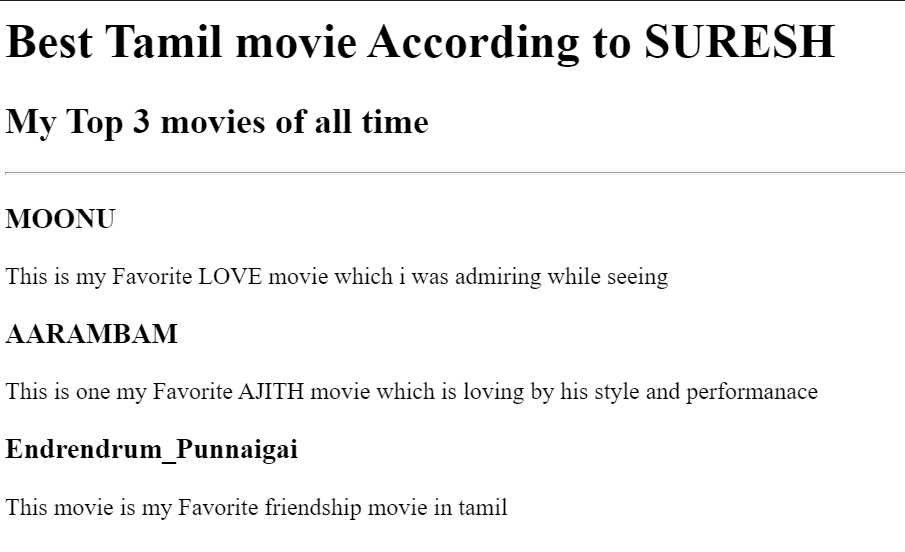 Best Tamil movie According to SURESH
My Top 3 movies of all time
MOONU
This is my Favorite LOVE movie which i was admiring while seeing
AARAMBAM
This is one my Favorite AJITH movie which is loving by his style and performanace
Endrendrum_Punnaigai
This movie is my Favorite friendship movie in tamil